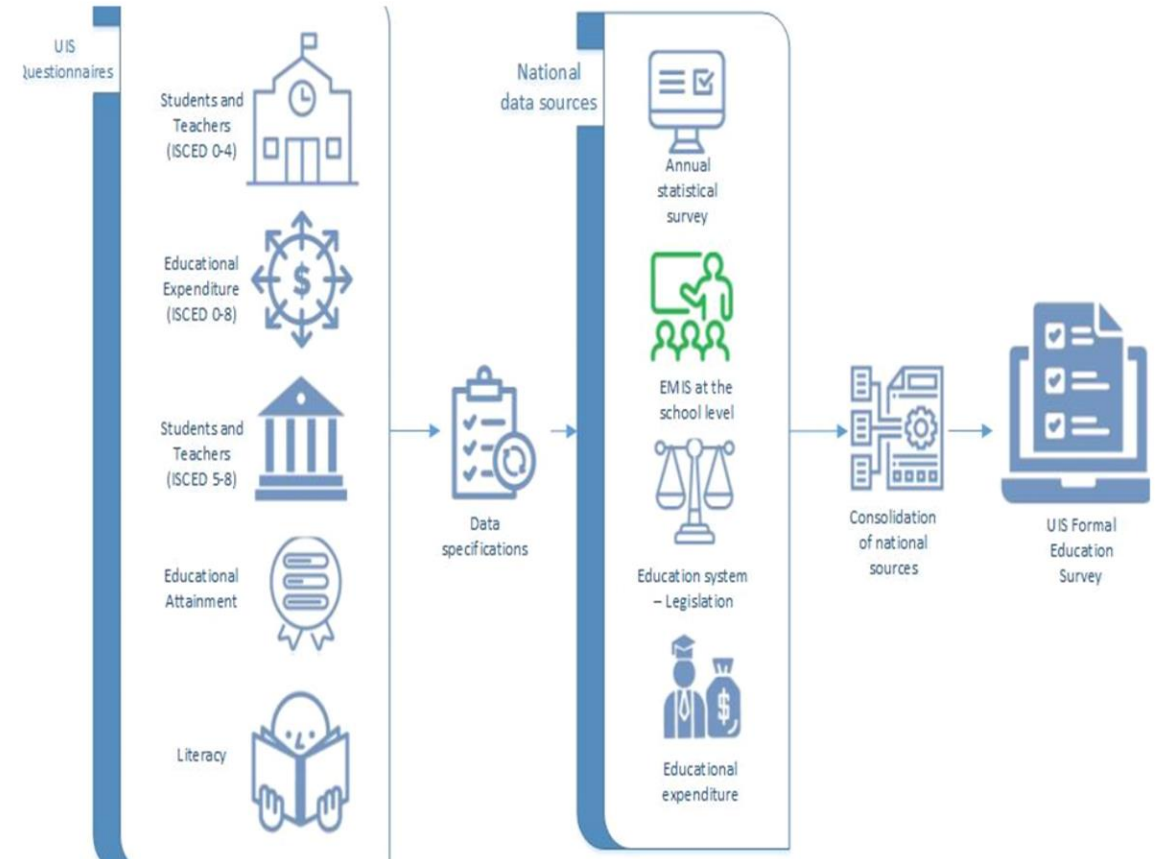 UIS
Questionnaires
Students and
Teachers
(ISCED 0-4)
Educational
Expenditure
(ISCED 0-8)
Students and
Teachers
(ISCED 5-8)
Educational
Attainment
Literacy
Data
specifications
National
data sources
Annual
statistical
survey
EMIS at the
school level
Education system
– Legislation
Educational
expenditure
Consolidation
of national
sources
UIS Formal
Education
Survey